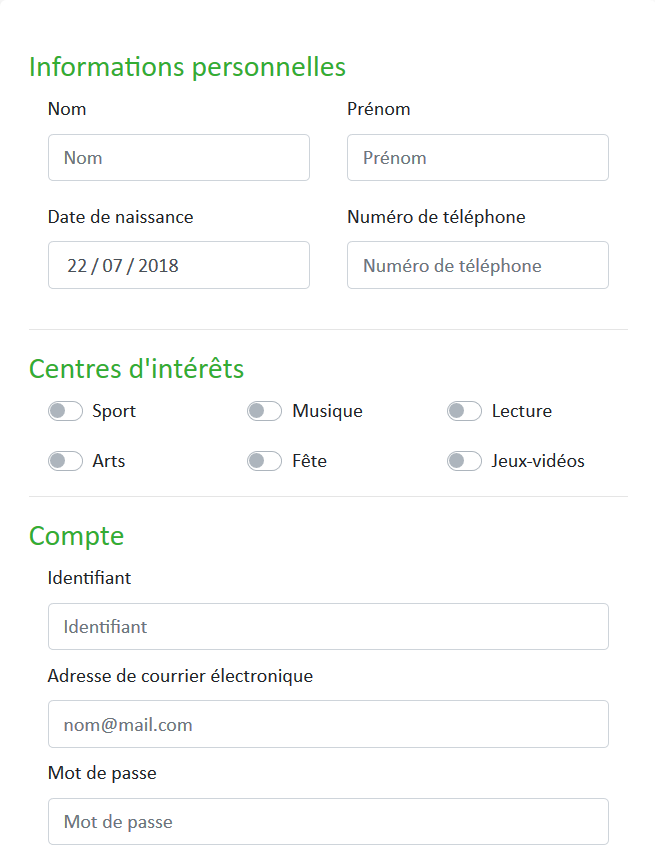 Informations personnelles
Nom Prénom
Nom Prénom
Date de naissance Numéro de téléphone
22 / 07 / 2018 Numéro de téléphone
Centres d'intérêts
Sport Musique Lecture
Arts Fête Jeux-vidéos
Compte
Identifiant
Identifiant
Adresse de courrier électronique
nom@mail.com
Mot de passe
Mot de passe